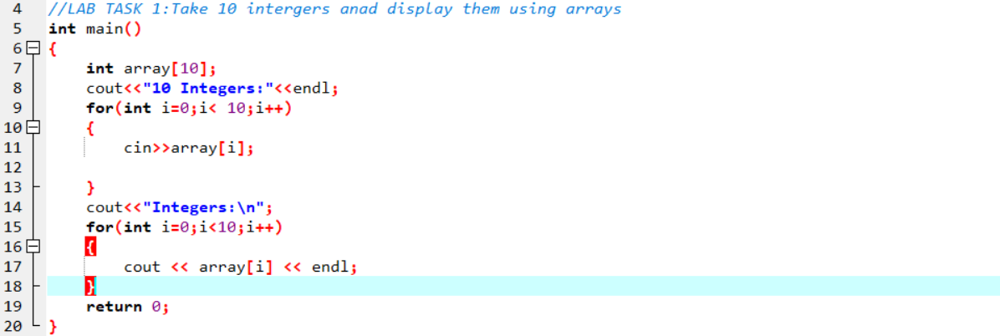 4 //LAB TASK 1:Take 10 intergers anad display them using arrays
5 int main()
6 {
7 int array[10];
8 cout<<"10 Integers:"<<endl;
9 for(int i=0;i< 10;i++)
10 {
11 cin>>array[i];
12
13 }
14 cout<<"Integers:\n";
15 for(int i=0;i<10;i++)
16 {
17 cout << array[i] << endl;
18 }
19 return 0;
20 }